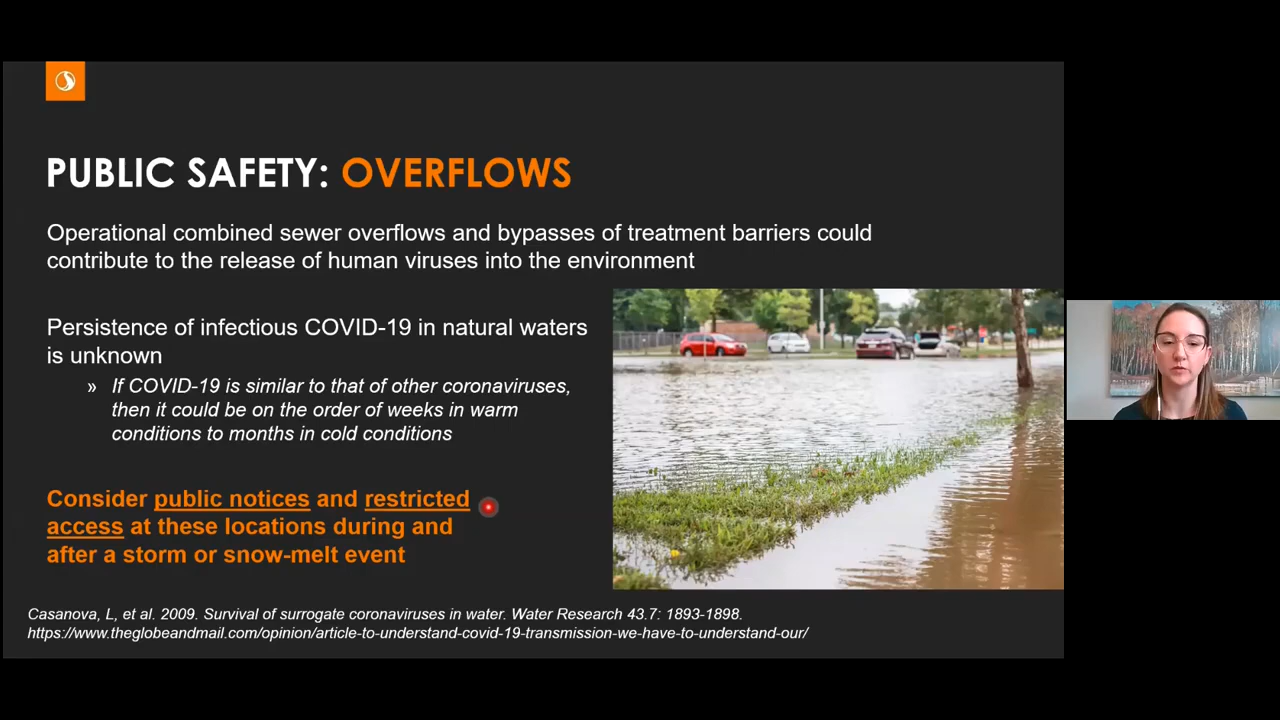 PUBLIC SAFETY: OVERFLOWS
Operational combined sewer overflows and bypasses of treatment barriers could
contribute to the release of human viruses into the environment
Persistence of infectious COVID-19 in natural waters
is unknown
» If COVID-19 is similar to that of other coronaviruses,
then it could be on the order of weeks in warm
conditions to months in cold conditions
Consider public notices and restricted
access at these locations during and
after a storm or snow-melt event
Casanova, L, et al. 2009. Survival of surrogate coronaviruses in water. Water Research 43.7: 1893-1898.
https://www.theglobeandmail.com/opinion/article-to-understand-covid-19-transmission-we-have-to-understand-our/